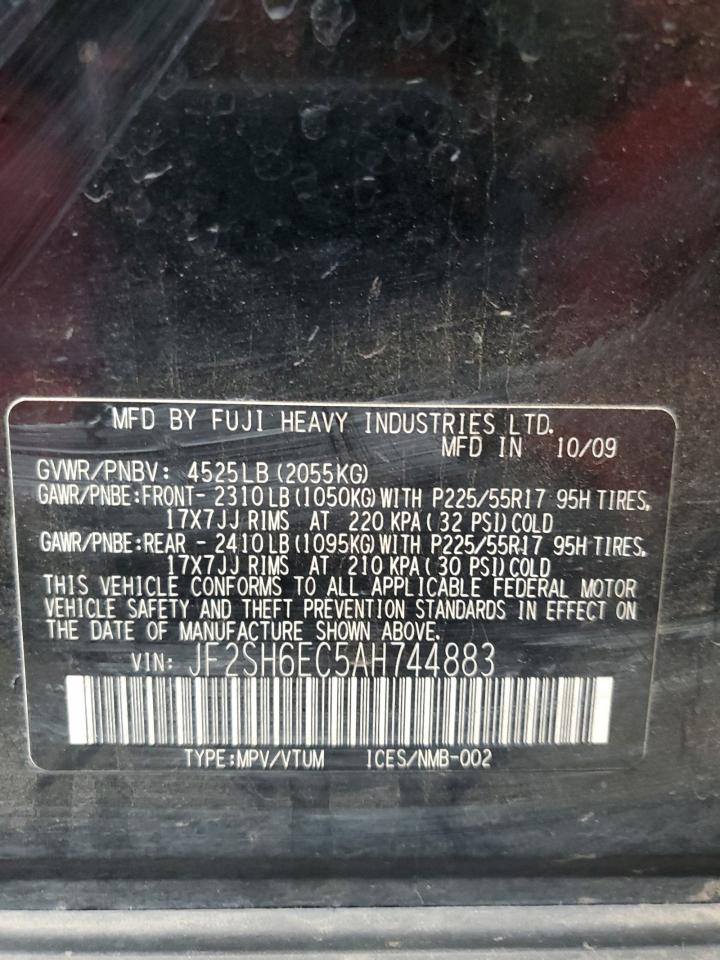 MFD BY FUJI HEAVY INDUSTRIES LTD.
MFD IN 10/09
GVWR/PNBV: 4525LB (2055KG)
GAWR/PNBE:FRONT- 2310LB(1050KG)WITH P225/55R17 95H TIRES,
17X7JJ RIMS AT 220 KPA( 32 PSI)COLD
GAWR/PNBE:REAR - 2410LB(1095KG)WITH P225/55R17 95H TIRES,
17X7JJ RIMS AT 210 KPA( 30 PSI)COLD
THIS VEHICLE CONFORMS TO ALL APPLICABLE FEDERAL MOTOR
VEHICLE SAFETY AND THEFT PREVENTION STANDARDS IN EFFECT ON
THE DATE OF MANUFACTURE SHOWN ABOVE.
VIN: JF2SH6EC5AH744883
TYPE:MPV/VTUM ICES/NMB-002